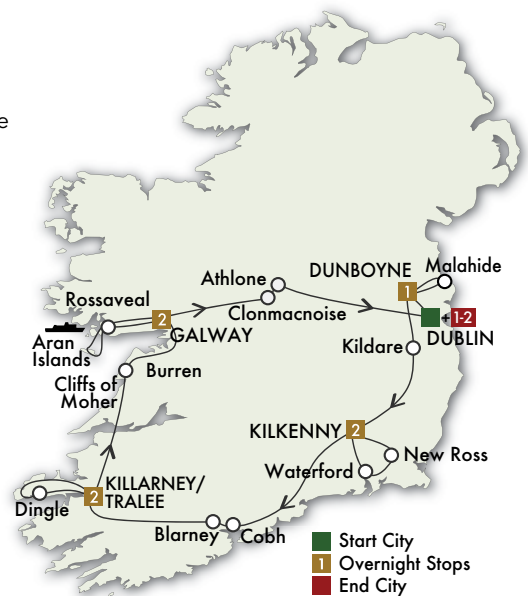 e
Athlone
DUNBOYNE
1
Malahide
Clonmacnoise
Rossaveal
2
GALWAY
+
1-2
DUBLIN
Aran
Islands
Kildare
Cliffs of
Moher
Burren
KILKENNY
2
New Ross
Waterford
2
KILLARNEY/
TRALEE
Dingle
Blarney
Cobh
Start City
1
Overnight Stops
End City